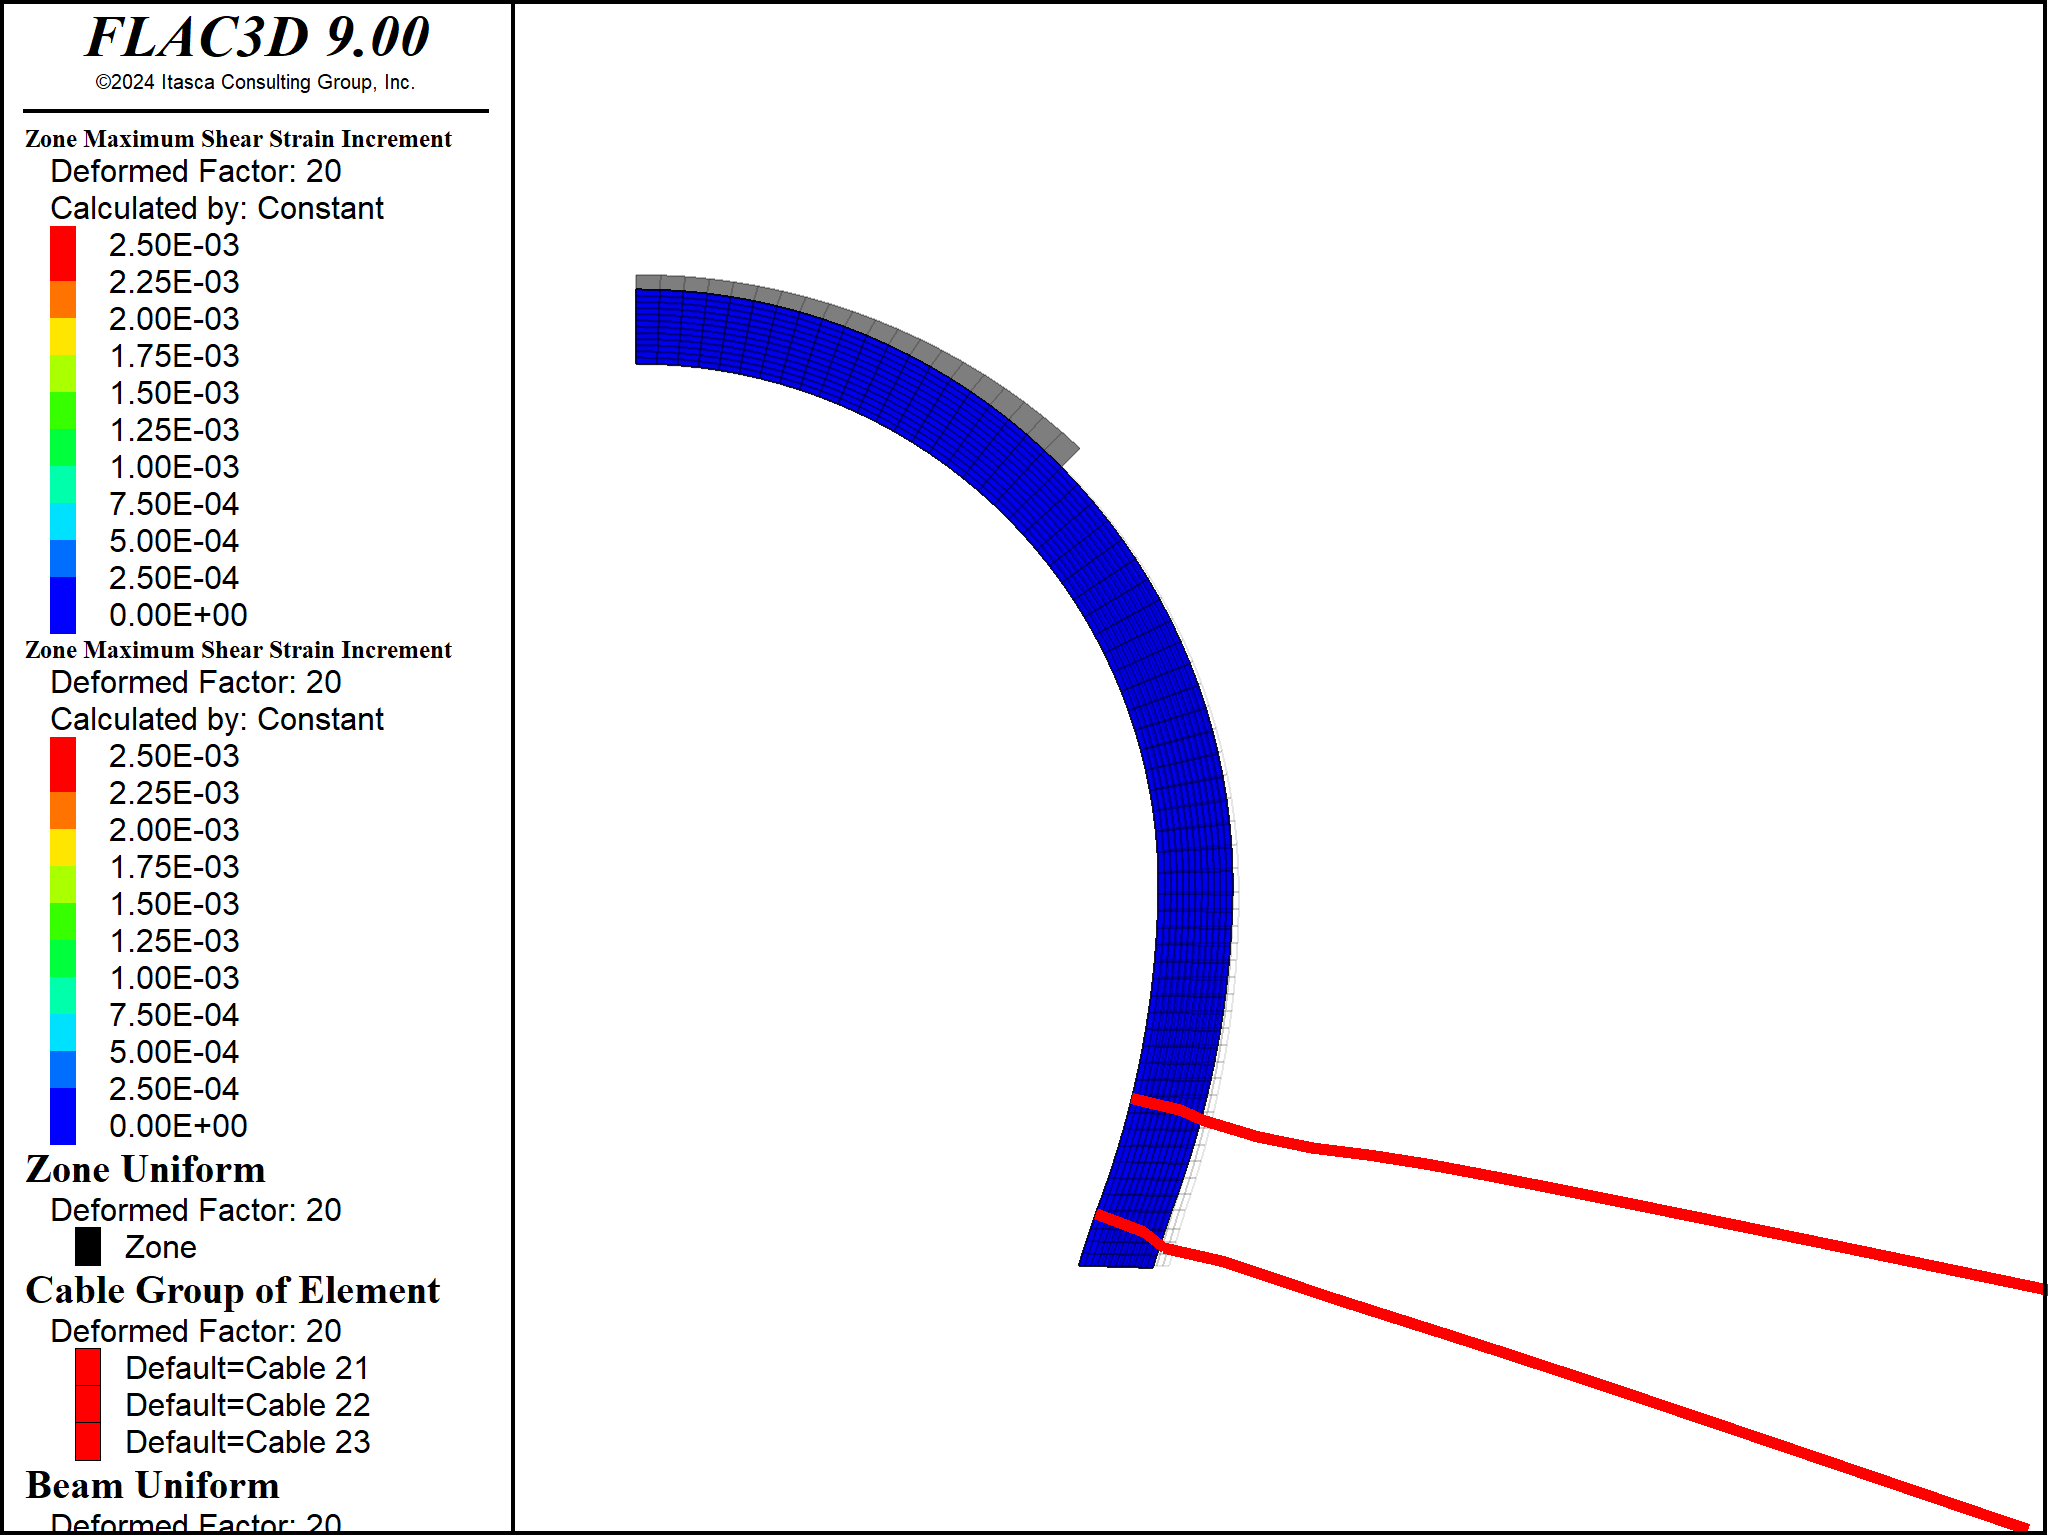 FLAC3D 9.00
©2024 Itasca Consulting Group, Inc.
Zone Maximum Shear Strain Increment
Deformed Factor: 20
Calculated by: Constant
2.50E-03
2.25E-03
2.00E-03
1.75E-03
1.50E-03
1.25E-03
1.00E-03
7.50E-04
5.00E-04
2.50E-04
0.00E+00
Zone Maximum Shear Strain Increment
Deformed Factor: 20
Calculated by: Constant
2.50E-03
2.25E-03
2.00E-03
1.75E-03
1.50E-03
1.25E-03
1.00E-03
7.50E-04
5.00E-04
2.50E-04
0.00E+00
Zone Uniform
Deformed Factor: 20
Zone
Cable Group of Element
Deformed Factor: 20
Default=Cable 21
Default=Cable 22
Default=Cable 23
Beam Uniform
Deformed Factor: 20